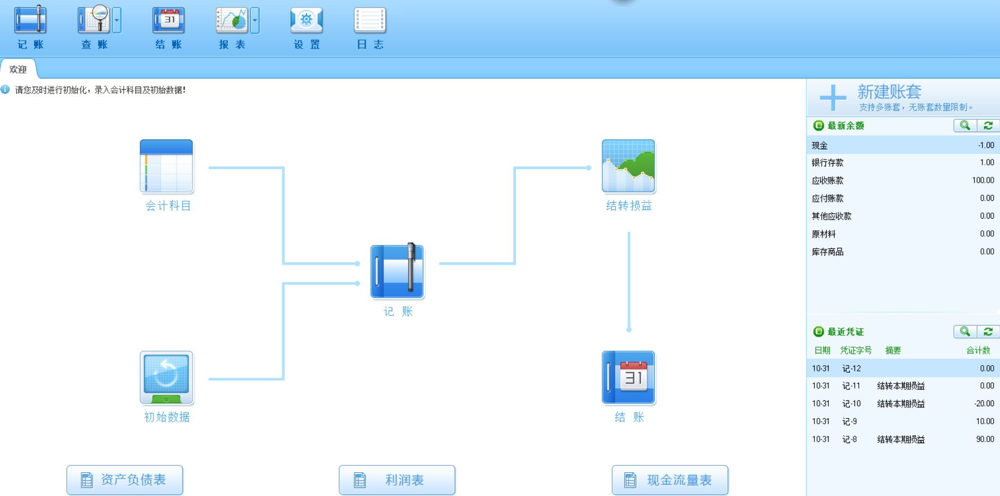 记 账
查 账
31
结 账
报 表
设 置
日 志
欢迎
请您及时进行初始化，录入会计科目及初始数据!
会计科目
初始数据
记 账
结转损益
31
结 账
资产负债表
利润表
现金流量表
新建账套
支持多账套，无账套数量限制。
最新余额
现金 -1.00
银行存款 1.00
应收账款 100.00
应付账款 0.00
其他应收款 0.00
原材料 0.00
库存商品 0.00
最近凭证
日期 凭证字号 摘要 合计数
10-31 记-12 0.00
10-31 记-11 结转本期损益 0.00
10-31 记-10 结转本期损益 -20.00
10-31 记-9 10.00
10-31 记-8 结转本期损益 90.00